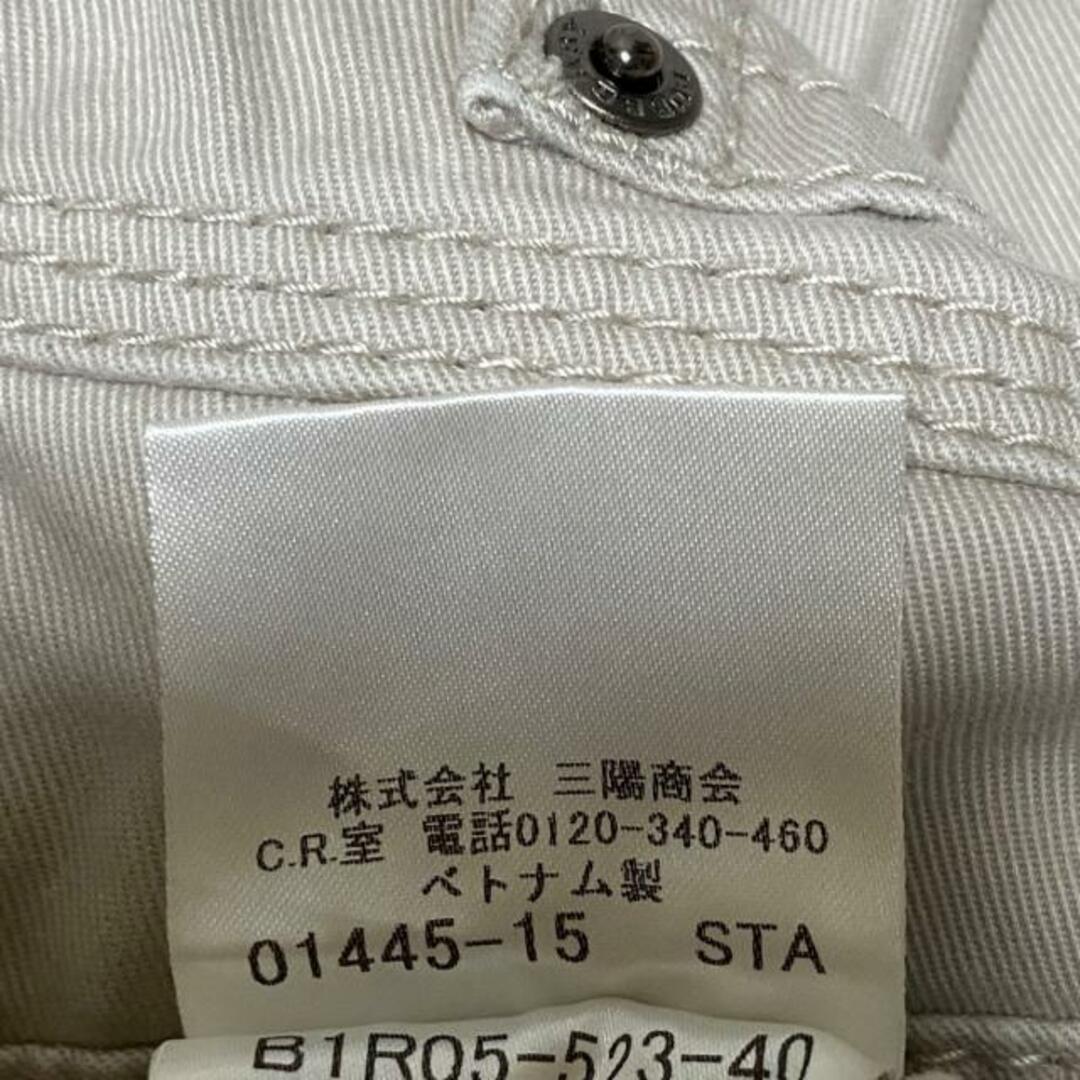 株式会社 三陽商会
C.R.室 電話0120-340-460
ベトナム製
01445-15 STA
B1R05-523-40